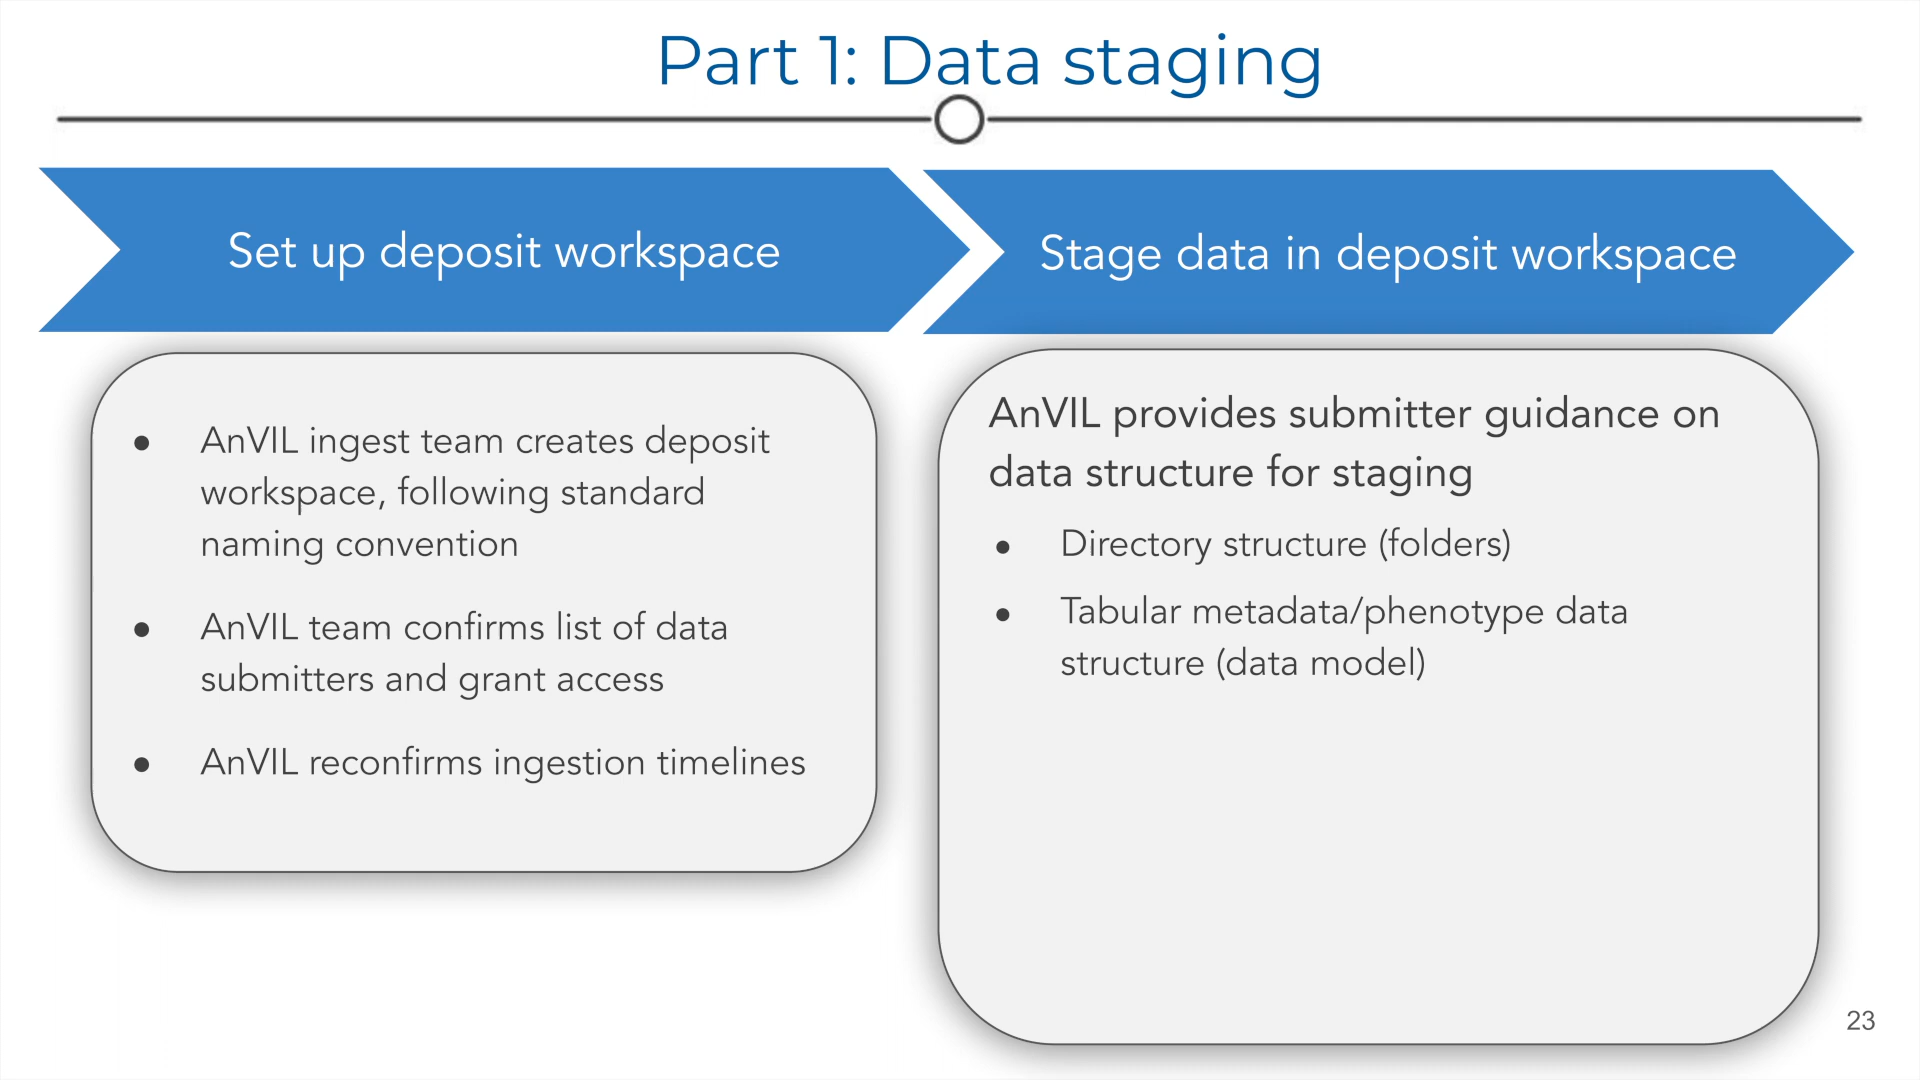 Part 1: Data staging
Set up deposit workspace
Stage data in deposit workspace
● AnVIL ingest team creates deposit
workspace, following standard
naming convention
● AnVIL team confirms list of data
submitters and grant access
● AnVIL reconfirms ingestion timelines
AnVIL provides submitter guidance on
data structure for staging
● Directory structure (folders)
● Tabular metadata/phenotype data
structure (data model)
23